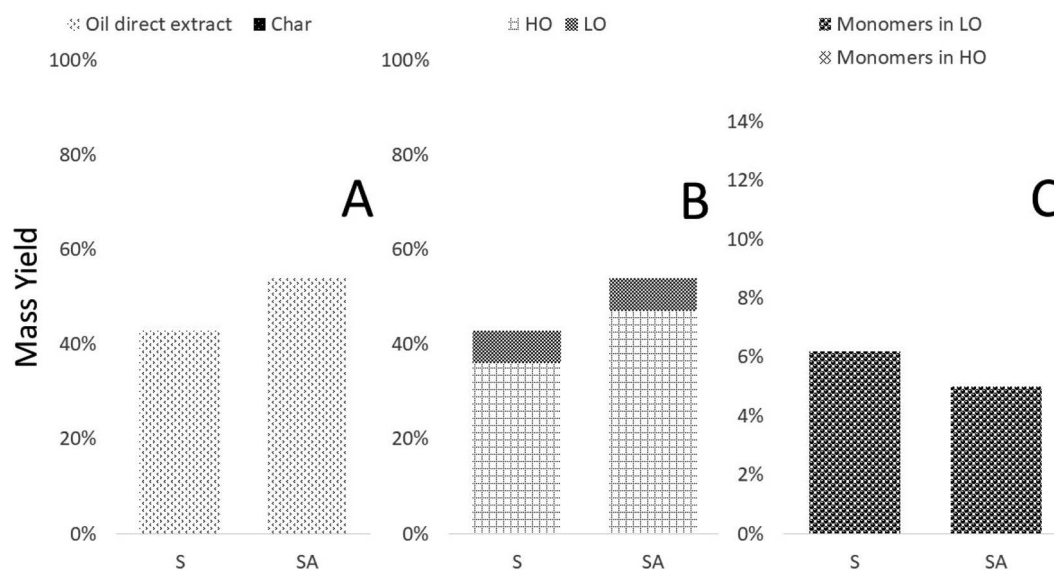 Oil direct extract Char
HO LO
Monomers in LO
Monomers in HO
Mass Yield
100%
80%
60%
40%
20%
0%
S SA
A
100%
80%
60%
40%
20%
0%
S SA
B
14%
12%
10%
8%
6%
4%
2%
0%
S SA
C